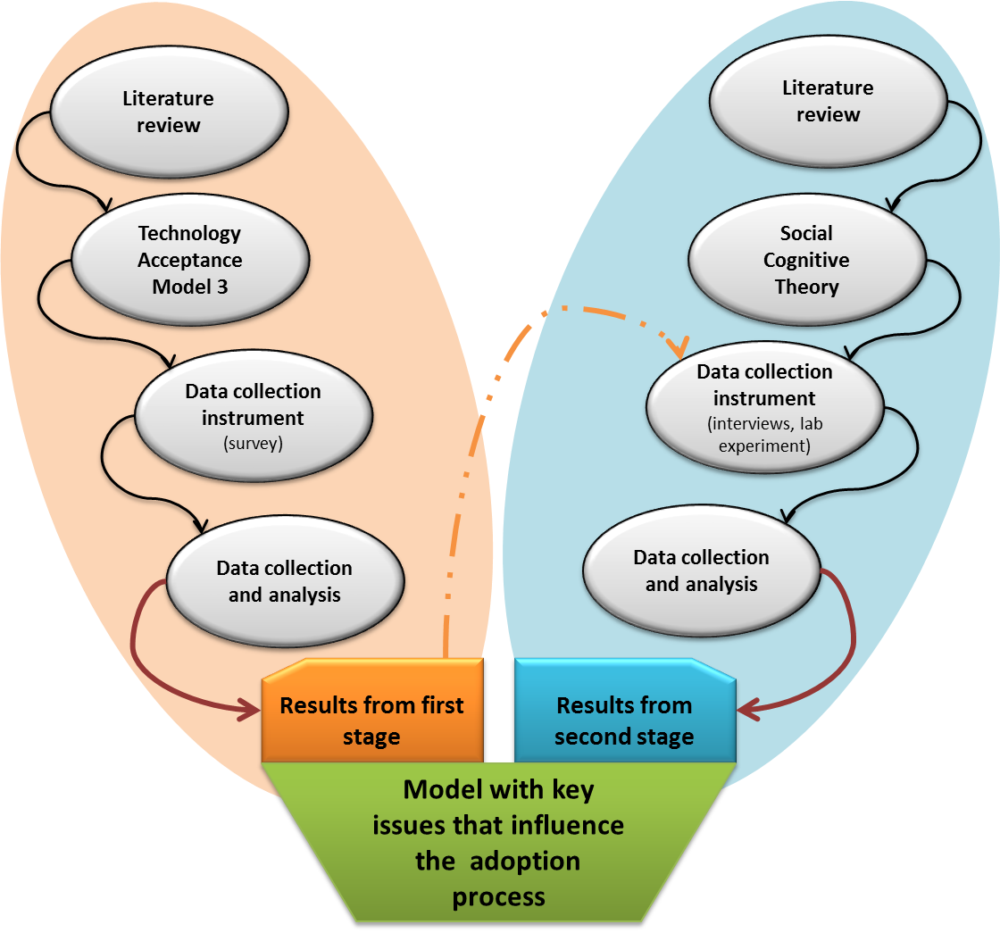 Literature
review
Technology
Acceptance
Model 3
Data collection
instrument
(survey)
Data collection
and analysis
Results from first
stage
Literature
review
Social
Cognitive
Theory
Data collection
instrument
(interviews, lab
experiment)
Data collection
and analysis
Results from
second stage
Model with key
issues that influence
the adoption
process